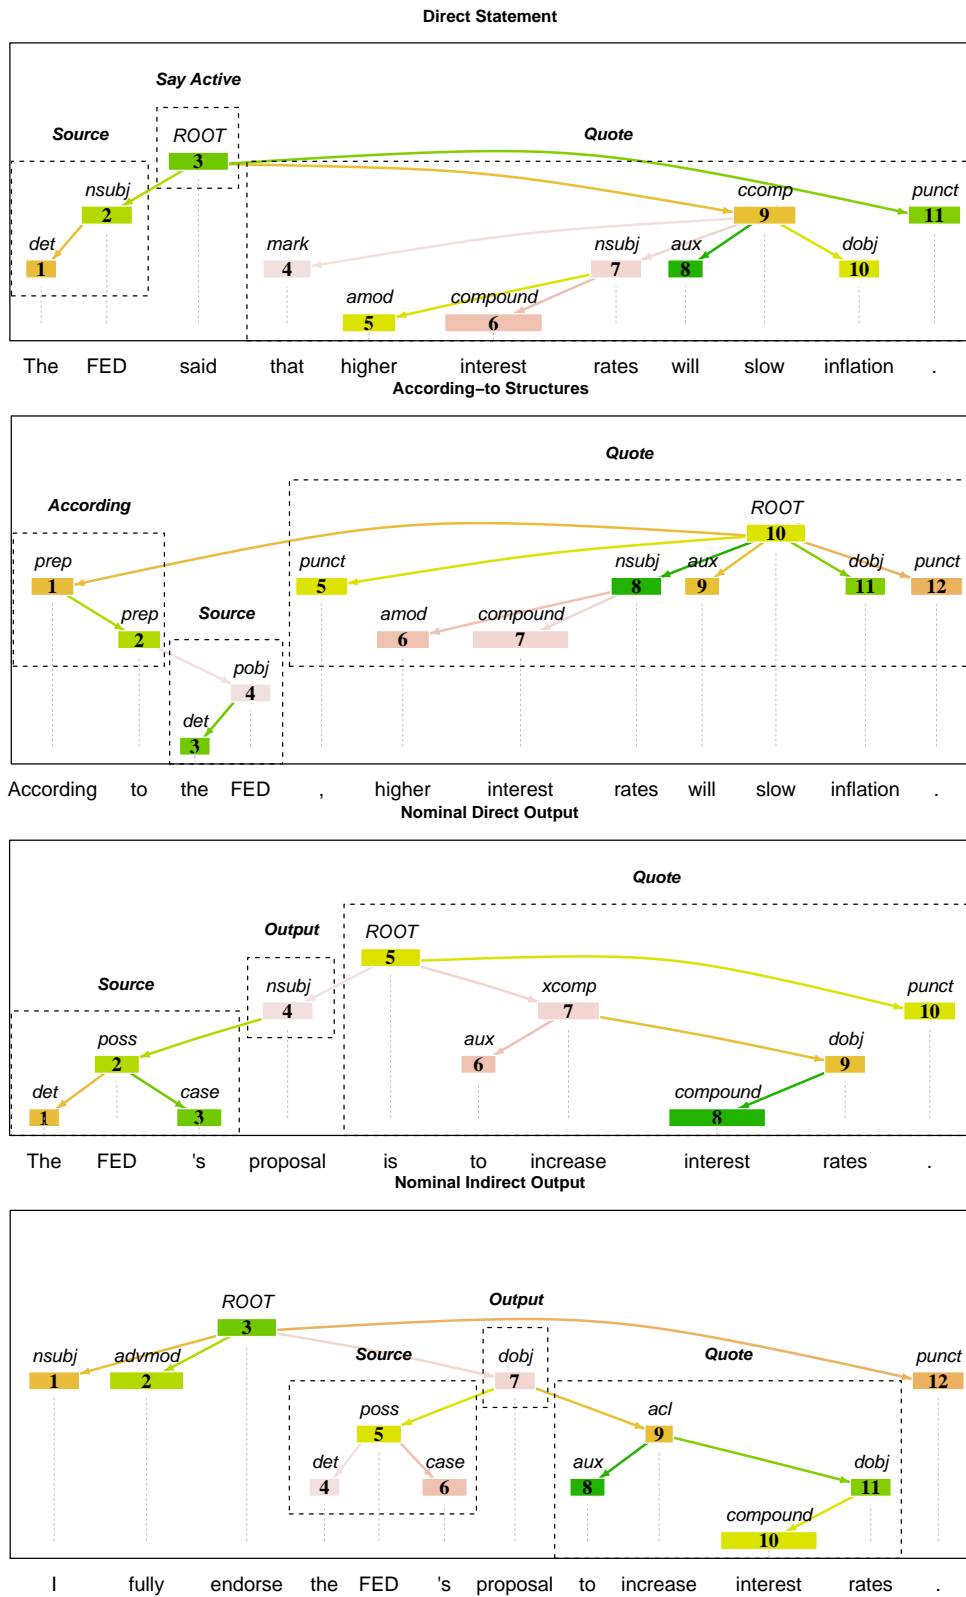 Direct Statement
Say Active
Source ROOT Quote
3
nsubj ccomp punct
2 9 11
det mark nsubj aux dobj
1 4 7 8 10
amod compound
5 6
The FED said that higher interest rates will slow inflation .
According–to Structures
Quote
According ROOT
10
prep punct nsubj aux dobj punct
1 5 8 9 11 12
prep Source amod compound
2 6 7
pobj
4
det
3
According to the FED , higher interest rates will slow inflation .
Nominal Direct Output
Quote
Output ROOT
5
Source nsubj xcomp punct
4 7 10
poss aux dobj
2 6 9
det case compound
1 3 8
The FED 's proposal is to increase interest rates .
Nominal Indirect Output
ROOT Output
3
nsubj advmod Source dobj Quote punct
1 2 7 12
poss acl
5 9
det case aux dobj
4 6 8 11
compound
10
I fully endorse the FED 's proposal to increase interest rates .